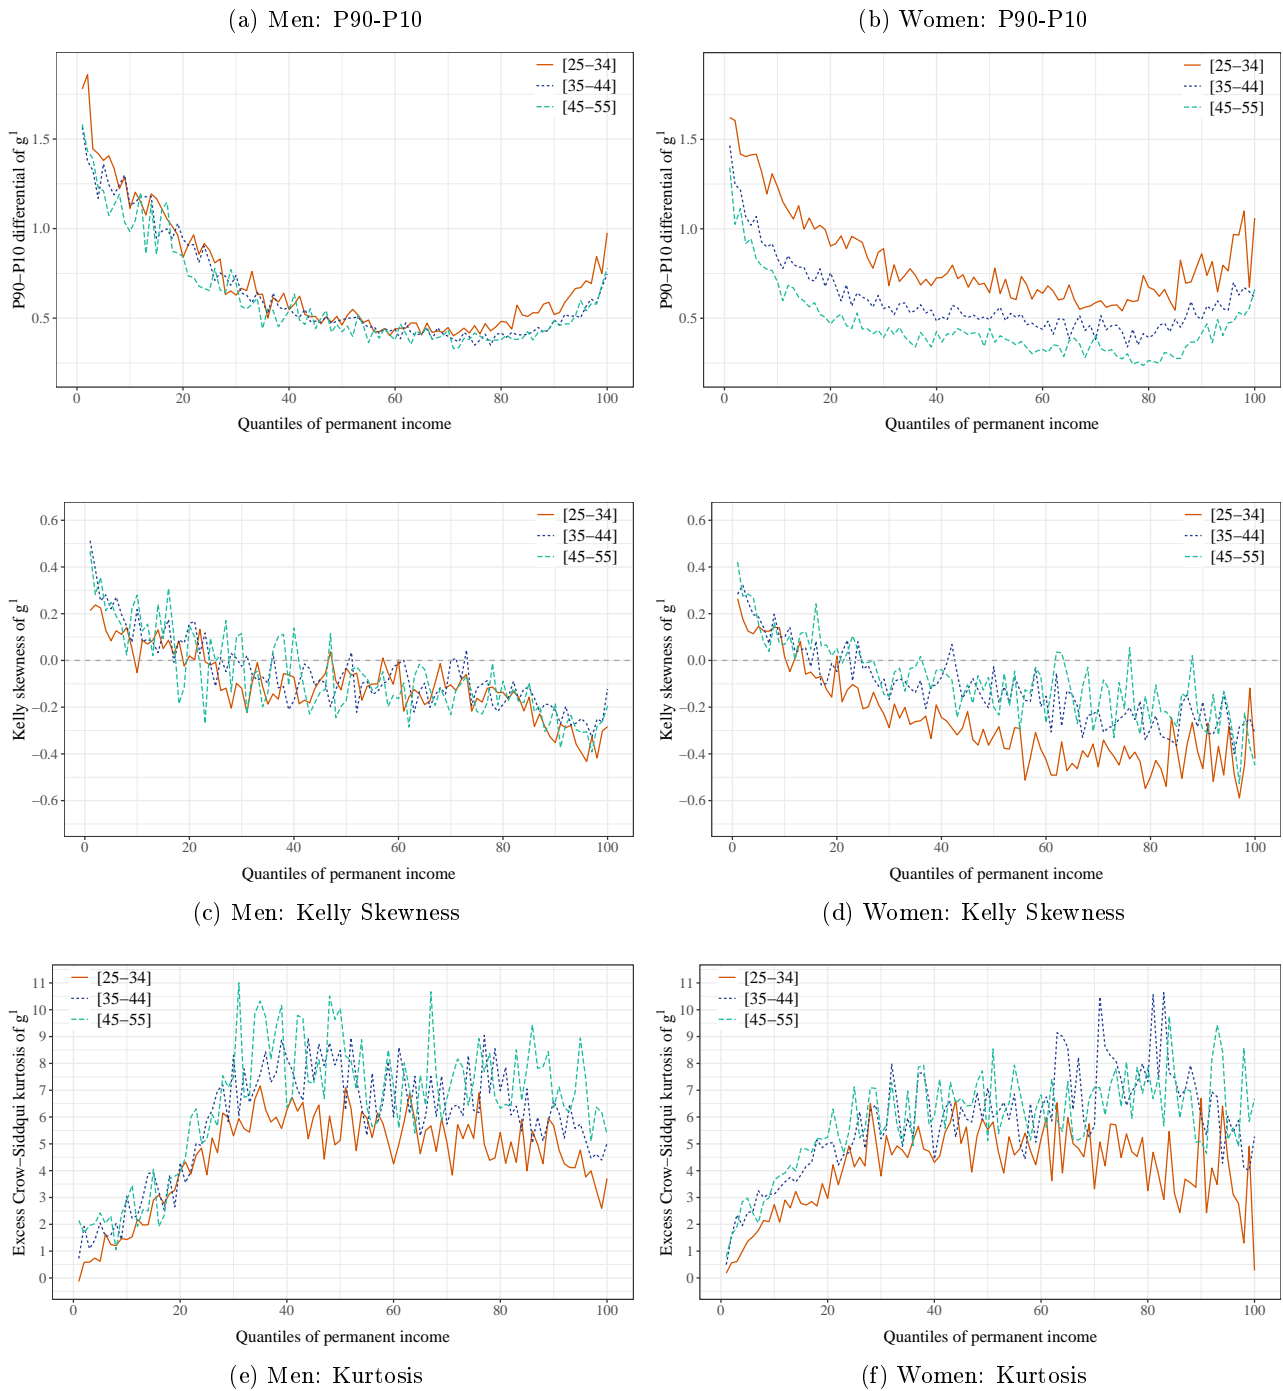 (a) Men: P90-P10
(b) Women: P90-P10
P90–P10 differential of g¹
1.5
1.0
0.5
[25–34]
[35–44]
[45–55]
0 20 40 60 80 100
Quantiles of permanent income
P90–P10 differential of g¹
1.5
1.0
0.5
[25–34]
[35–44]
[45–55]
0 20 40 60 80 100
Quantiles of permanent income
Kelly skewness of g¹
0.6
0.4
0.2
0.0
−0.2
−0.4
−0.6
[25–34]
[35–44]
[45–55]
0 20 40 60 80 100
Quantiles of permanent income
Kelly skewness of g¹
0.6
0.4
0.2
0.0
−0.2
−0.4
−0.6
[25–34]
[35–44]
[45–55]
0 20 40 60 80 100
Quantiles of permanent income
(c) Men: Kelly Skewness
(d) Women: Kelly Skewness
Excess Crow–Siddqui kurtosis of g¹
11
10
9
8
7
6
5
4
3
2
1
0
[25–34]
[35–44]
[45–55]
0 20 40 60 80 100
Quantiles of permanent income
Excess Crow–Siddqui kurtosis of g¹
11
10
9
8
7
6
5
4
3
2
1
0
[25–34]
[35–44]
[45–55]
0 20 40 60 80 100
Quantiles of permanent income
(e) Men: Kurtosis
(f) Women: Kurtosis